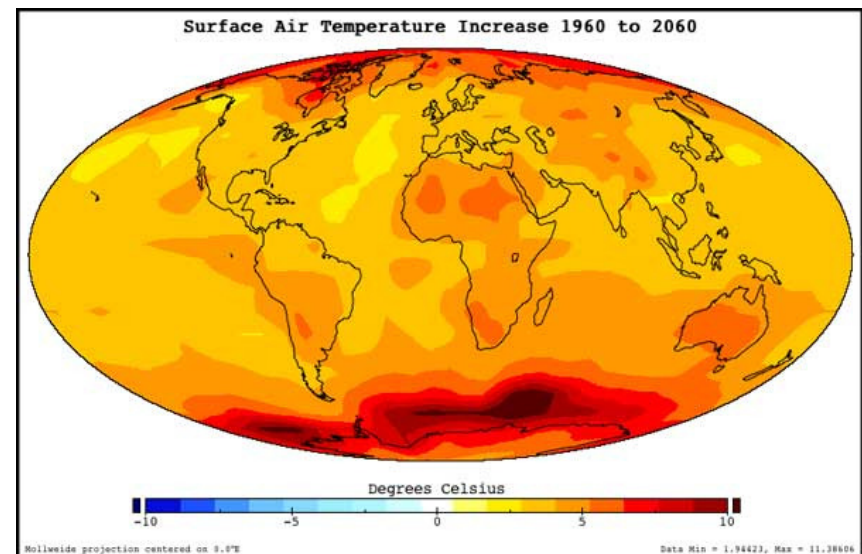 Surface Air Temperature Increase 1960 to 2060
Degrees Celsius
-10 -5 0 5 10
Mollweide projection centered on 0.0°E Data Min = 1.94423, Max = 11.38606